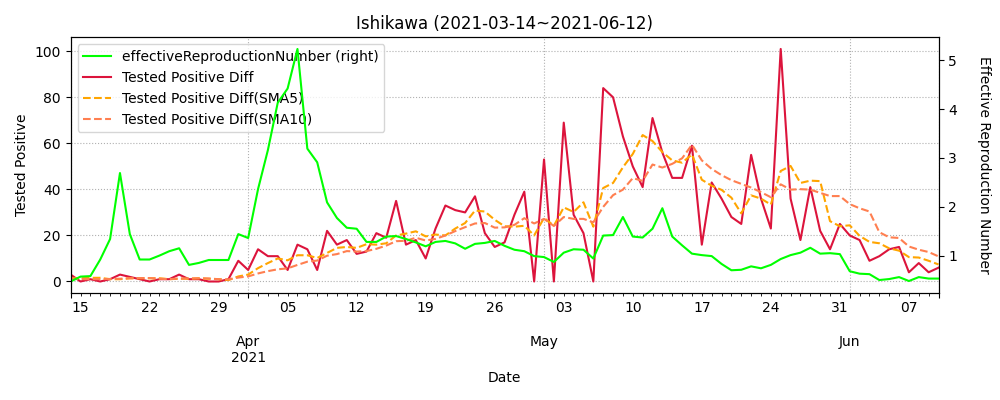 Ishikawa (2021-03-14~2021-06-12)
effectiveReproductionNumber (right)
Tested Positive Diff
Tested Positive Diff(SMA5)
Tested Positive Diff(SMA10)
Tested Positive
100
80
60
40
20
0
Effective Reproduction Number
5
4
3
2
1
15 22 29 05 12 19 26 03 10 17 24 31 07
Apr May Jun
2021
Date